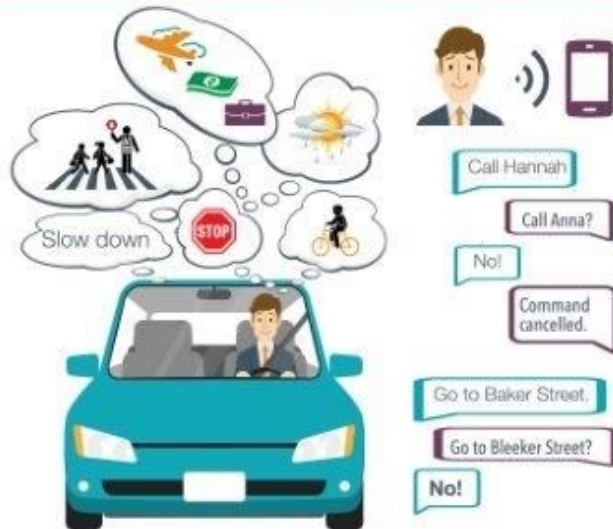 Slow down
STOP
Call Hannah
Call Anna?
No!
Command
cancelled.
Go to Baker Street.
Go to Bleeker Street?
No!